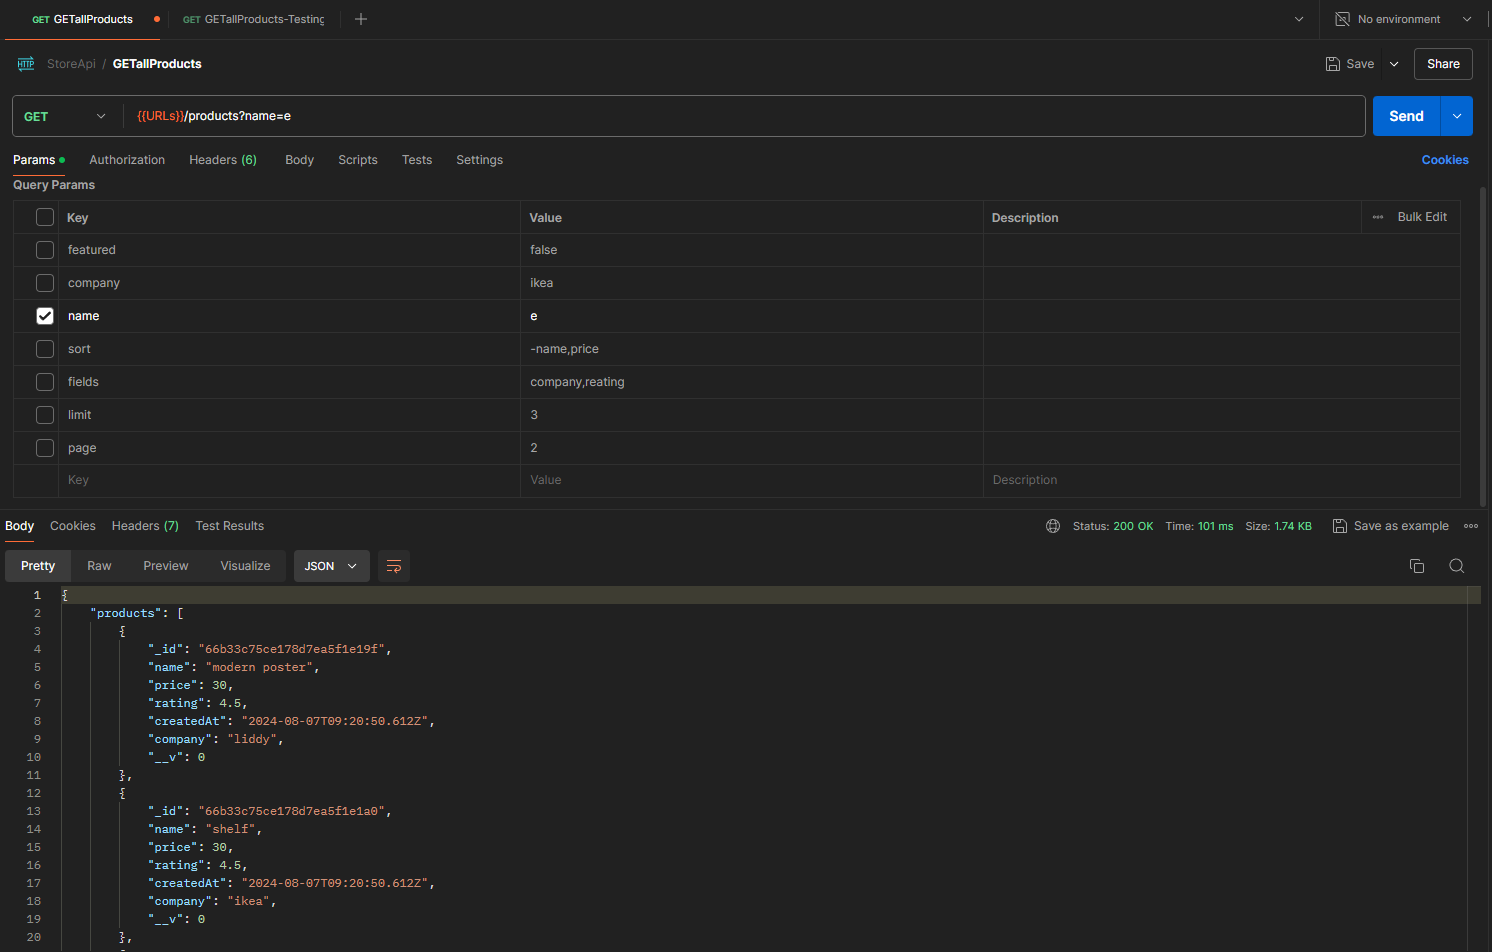 GET GETallProducts GET GETallProducts-Testing No environment
HTTP StoreApi / GETallProducts Save Share
GET {{URLs}}/products?name=e Send
Params Authorization Headers (6) Body Scripts Tests Settings Cookies
Query Params
Key Value Description Bulk Edit
featured false
company ikea
name e
sort -name,price
fields company,reating
limit 3
page 2
Key Value Description
Body Cookies Headers (7) Test Results Status: 200 OK Time: 101 ms Size: 1.74 KB Save as example
Pretty Raw Preview Visualize JSON
1 {
2 "products": [
3 {
4 "_id": "66b33c75ce178d7ea5f1e19f",
5 "name": "modern poster",
6 "price": 30,
7 "rating": 4.5,
8 "createdAt": "2024-08-07T09:20:50.612Z",
9 "company": "liddy",
10 "__v": 0
11 },
12 {
13 "_id": "66b33c75ce178d7ea5f1e1a0",
14 "name": "shelf",
15 "price": 30,
16 "rating": 4.5,
17 "createdAt": "2024-08-07T09:20:50.612Z",
18 "company": "ikea",
19 "__v": 0
20 },